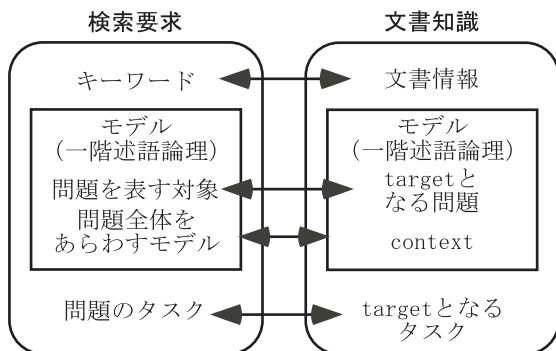 検索要求
キーワード
モデル
(一階述語論理)
問題を表す対象
問題全体を
あらわすモデル
問題のタスク
文書知識
文書情報
モデル
(一階述語論理)
targetと
なる問題
context
targetとなる
タスク